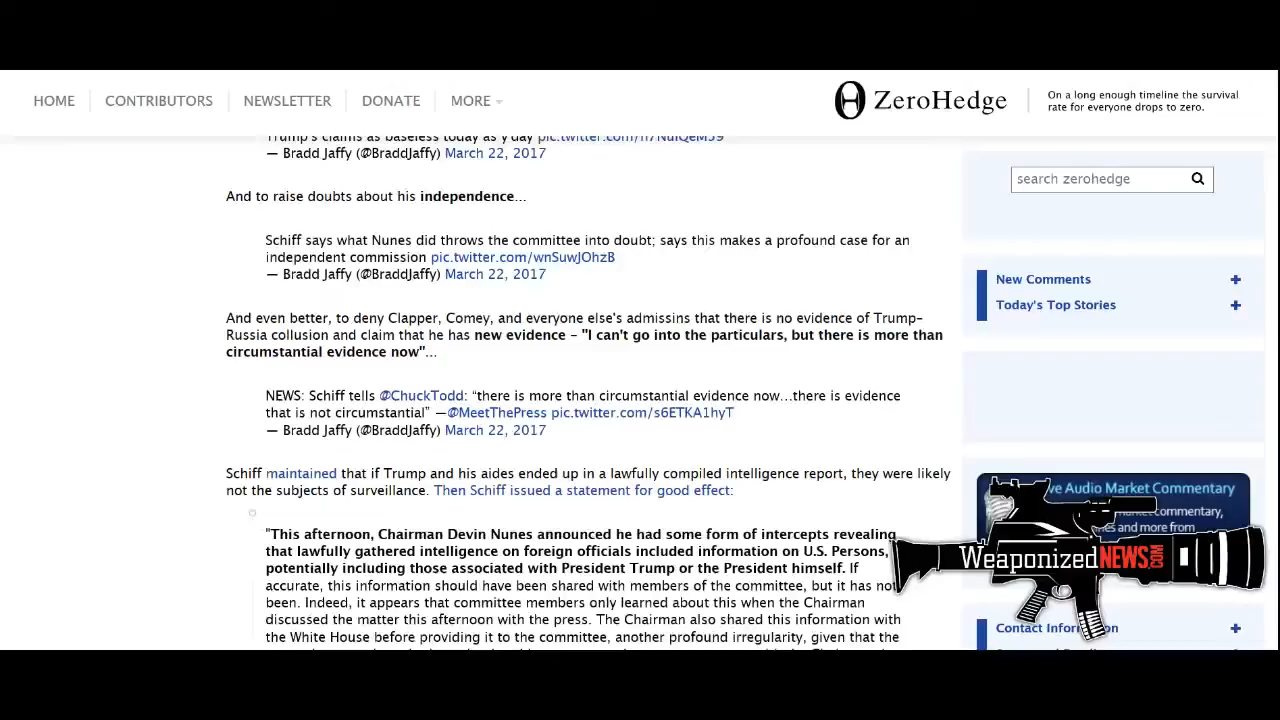 HOME
CONTRIBUTORS
NEWSLETTER
DONATE
MORE
ZeroHedge
On a long enough timeline the survival
rate for everyone drops to zero.
Trump's claims as baseless today as y'day
— Bradd Jaffy (@BraddJaffy) March 22, 2017
And to raise doubts about his independence...
Schiff says what Nunes did throws the committee into doubt; says this makes a profound case for an
independent commission pic.twitter.com/wnSuwJOhzB
— Bradd Jaffy (@BraddJaffy) March 22, 2017
And even better, to deny Clapper, Comey, and everyone else's admissins that there is no evidence of Trump-
Russia collusion and claim that he has new evidence - "I can't go into the particulars, but there is more than
circumstantial evidence now"...
NEWS: Schiff tells @ChuckTodd: "there is more than circumstantial evidence now...there is evidence
that is not circumstantial" —@MeetThePress pic.twitter.com/s6ETKA1hyT
— Bradd Jaffy (@BraddJaffy) March 22, 2017
Schiff maintained that if Trump and his aides ended up in a lawfully compiled intelligence report, they were likely
not the subjects of surveillance. Then Schiff issued a statement for good effect:
"This afternoon, Chairman Devin Nunes announced he had some form of intercepts revealing
that lawfully gathered intelligence on foreign officials included information on U.S. Persons,
potentially including those associated with President Trump or the President himself. If
accurate, this information should have been shared with members of the committee, but it has not
been. Indeed, it appears that committee members only learned about this when the Chairman
discussed the matter this afternoon with the press. The Chairman also shared this information with
the White House before providing it to the committee, another profound irregularity, given that the
search zerohedge
New Comments +
Today's Top Stories +
Audio Market Commentary
commentary,
and more from
WEAPONIZEDNEWS.COM
Contact Information +